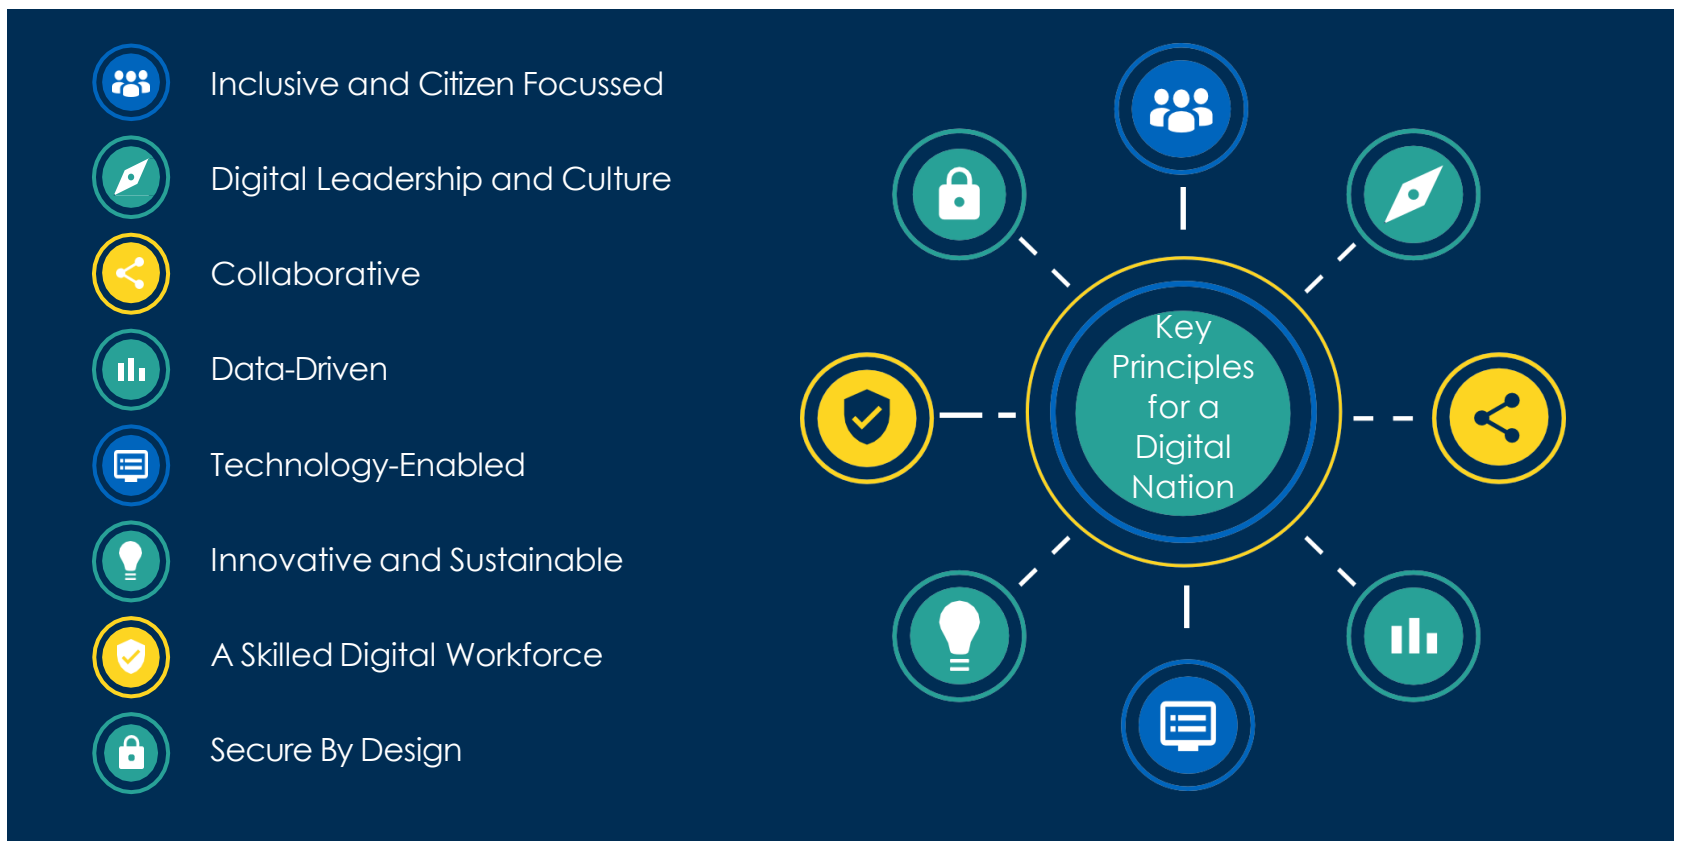 Inclusive and Citizen Focussed
Digital Leadership and Culture
Collaborative
Data-Driven
Technology-Enabled
Innovative and Sustainable
A Skilled Digital Workforce
Secure By Design
Key
Principles
for a
Digital
Nation